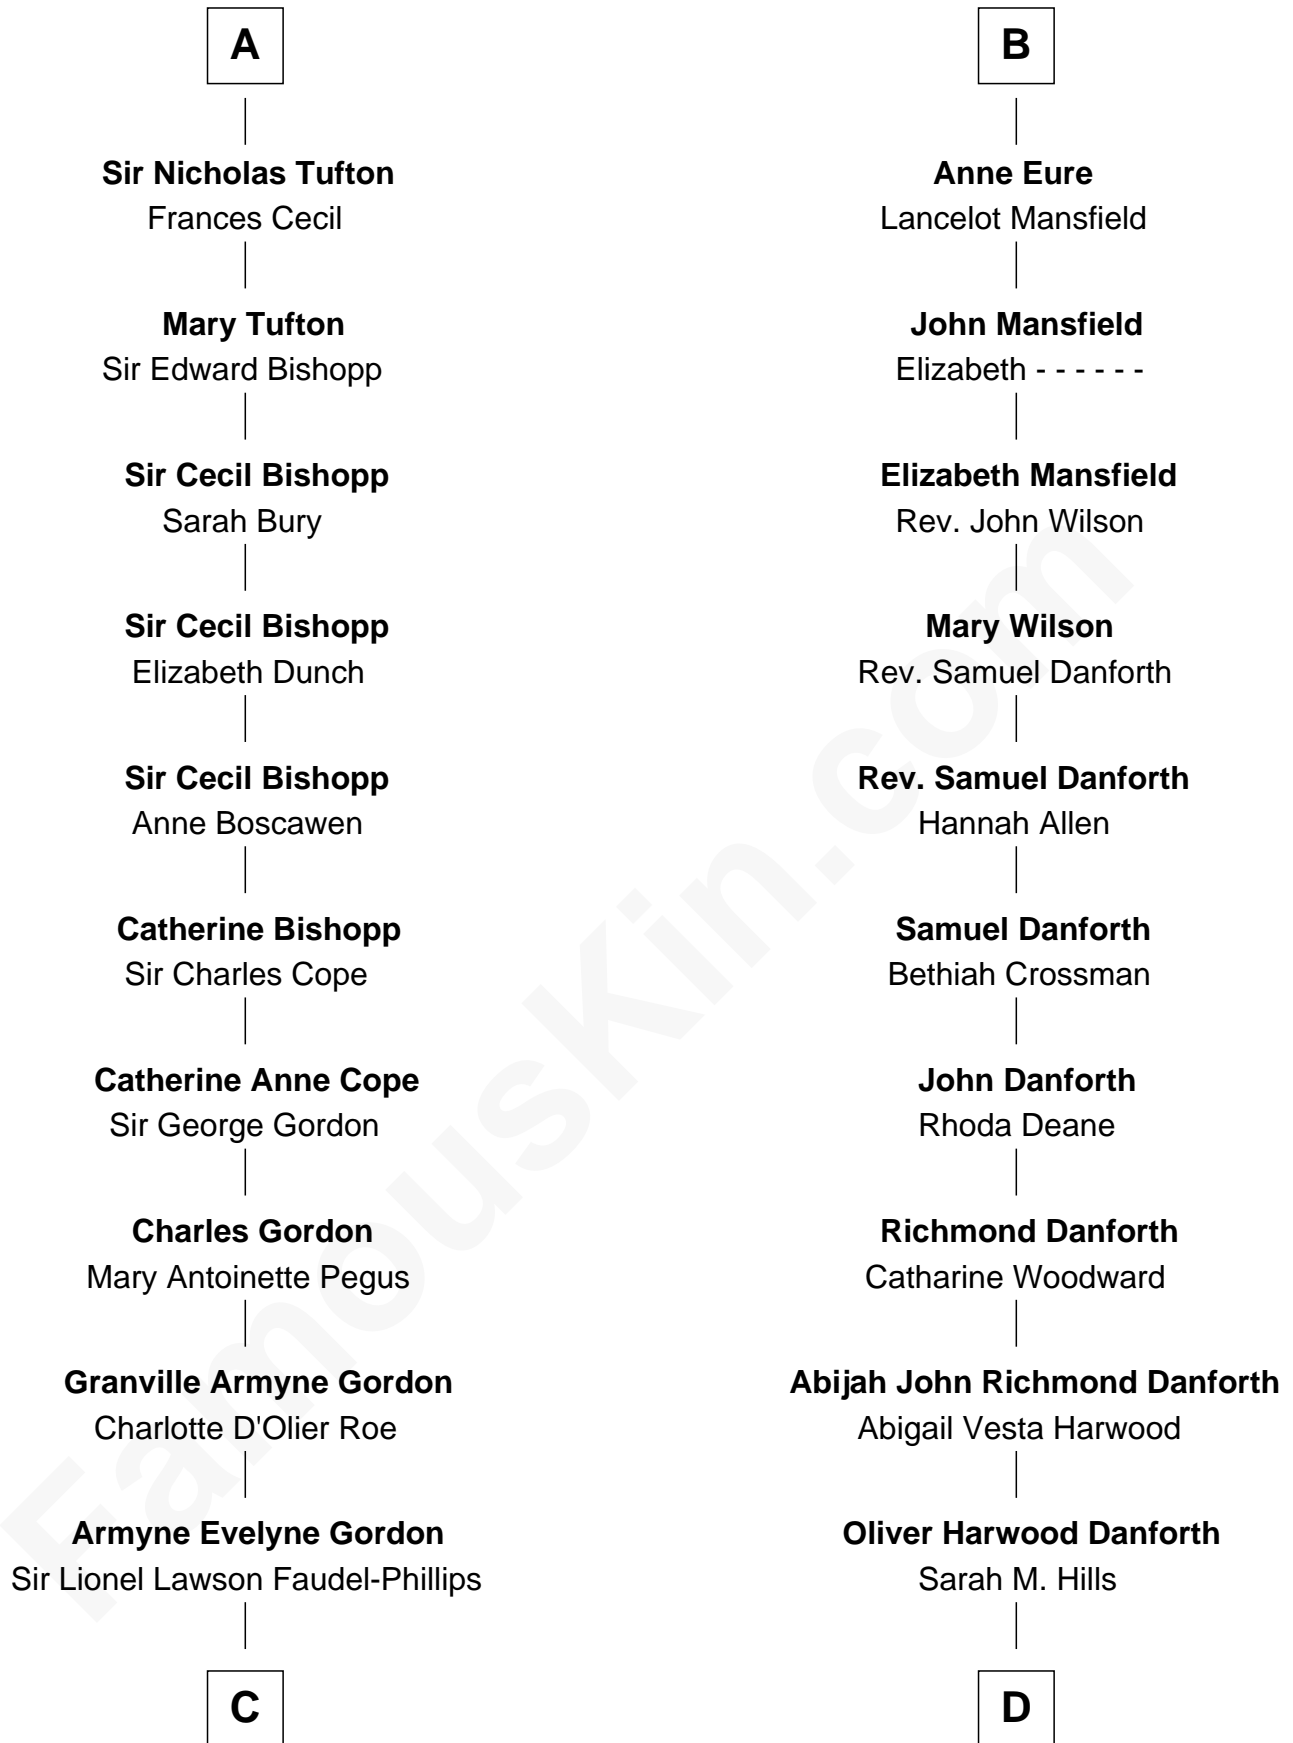 A
Sir Nicholas Tufton
Frances Cecil
Mary Tufton
Sir Edward Bishopp
Sir Cecil Bishopp
Sarah Bury
Sir Cecil Bishopp
Elizabeth Dunch
Sir Cecil Bishopp
Anne Boscawen
Catherine Bishopp
Sir Charles Cope
Catherine Anne Cope
Sir George Gordon
Charles Gordon
Mary Antoinette Pegus
Granville Armyne Gordon
Charlotte D'Olier Roe
Armyne Evelyne Gordon
Sir Lionel Lawson Faudel-Phillips
C
B
Anne Eure
Lancelot Mansfield
John Mansfield
Elizabeth - - - - - -
Elizabeth Mansfield
Rev. John Wilson
Mary Wilson
Rev. Samuel Danforth
Rev. Samuel Danforth
Hannah Allen
Samuel Danforth
Bethiah Crossman
John Danforth
Rhoda Deane
Richmond Danforth
Catharine Woodward
Abijah John Richmond Danforth
Abigail Vesta Harwood
Oliver Harwood Danforth
Sarah M. Hills
D
FamousKin.com